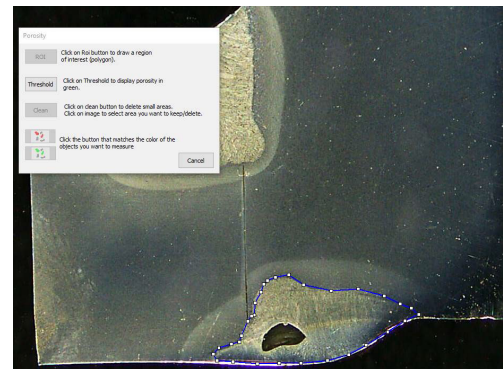 Porosity
ROI
Click on Roi button to draw a region
of interest (polygon).
Threshold
Click on Threshold to display porosity in
green.
Clean
Click on clean button to delete small areas.
Click on image to select area you want to keep/delete.
Click the button that matches the color of the
objects you want to measure
Cancel